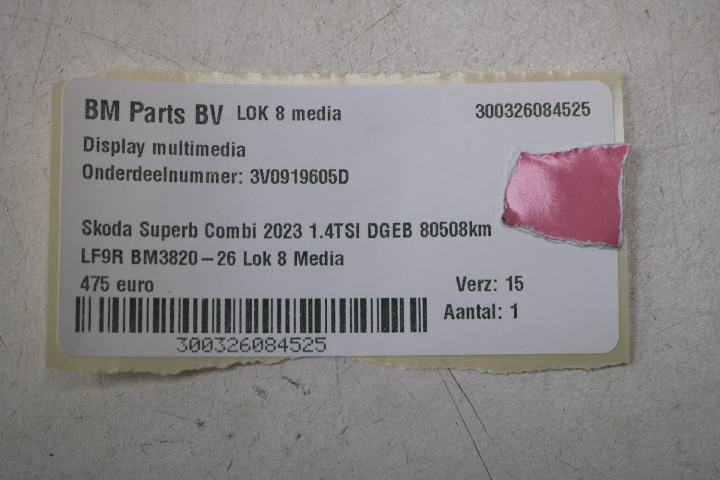 BM Parts BV LOK 8 media 300326084525
Display multimedia
Onderdeelnummer: 3V0919605D
Skoda Superb Combi 2023 1.4TSI DGEB 80508km
LF9R BM3820-26 Lok 8 Media
475 euro Verz: 15
Aantal: 1
300326084525